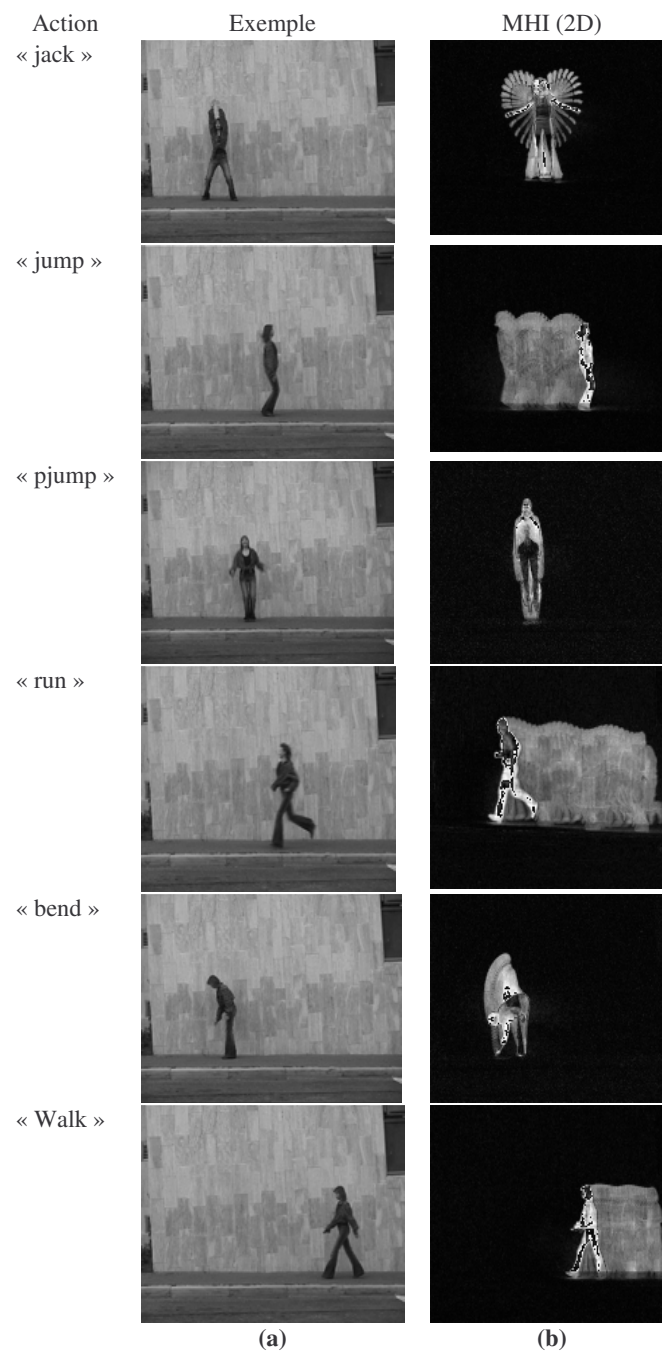 Action Exemple MHI (2D)
« jack »
« jump »
« pjump »
« run »
« bend »
« Walk »
(a) (b)